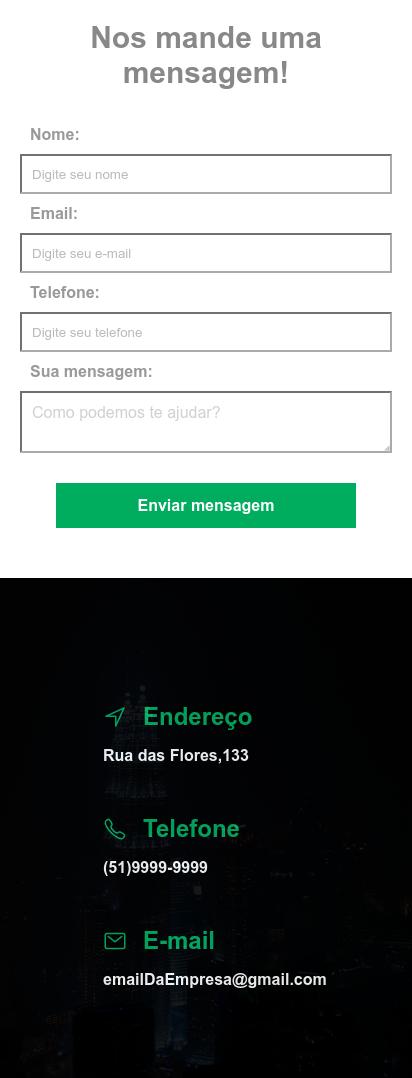 Nos mande uma
mensagem!
Nome:
Digite seu nome
Email:
Digite seu e-mail
Telefone:
Digite seu telefone
Sua mensagem:
Como podemos te ajudar?
Enviar mensagem
Endereço
Rua das Flores,133
Telefone
(51)9999-9999
E-mail
emailDaEmpresa@gmail.com